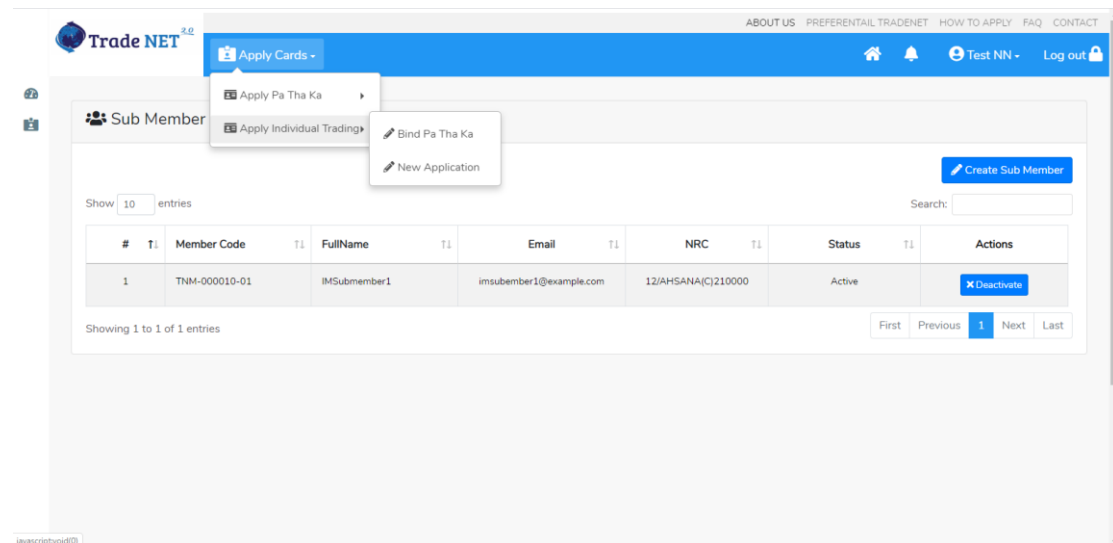 ABOUT US PREFERENTAIL TRADENET HOW TO APPLY FAQ CONTACT
Trade NET 2.0
Apply Cards
Test NN
Log out
Apply Pa Tha Ka
Sub Member
Apply Individual Trading
Bind Pa Tha Ka
New Application
Create Sub Member
Show 10 entries
Search:
# Member Code FullName Email NRC Status Actions
1 TNM-000010-01 IMSubmember1 imsubember1@example.com 12/AHSANA(C)210000 Active Deactivate
Showing 1 to 1 of 1 entries
First Previous 1 Next Last
javascript:void(0)